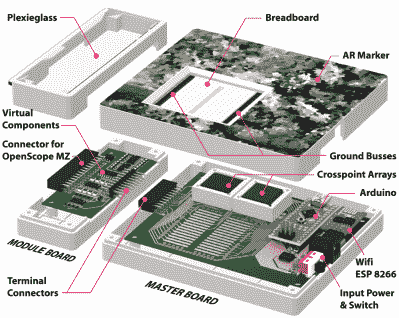 Plexieglass
Breadboard
AR Marker
Virtual
Components
Connector for
OpenScope MZ
Ground Busses
Crosspoint Arrays
Arduino
MODULE BOARD
Terminal
Connectors
MASTER BOARD
Wifi
ESP 8266
Input Power
& Switch